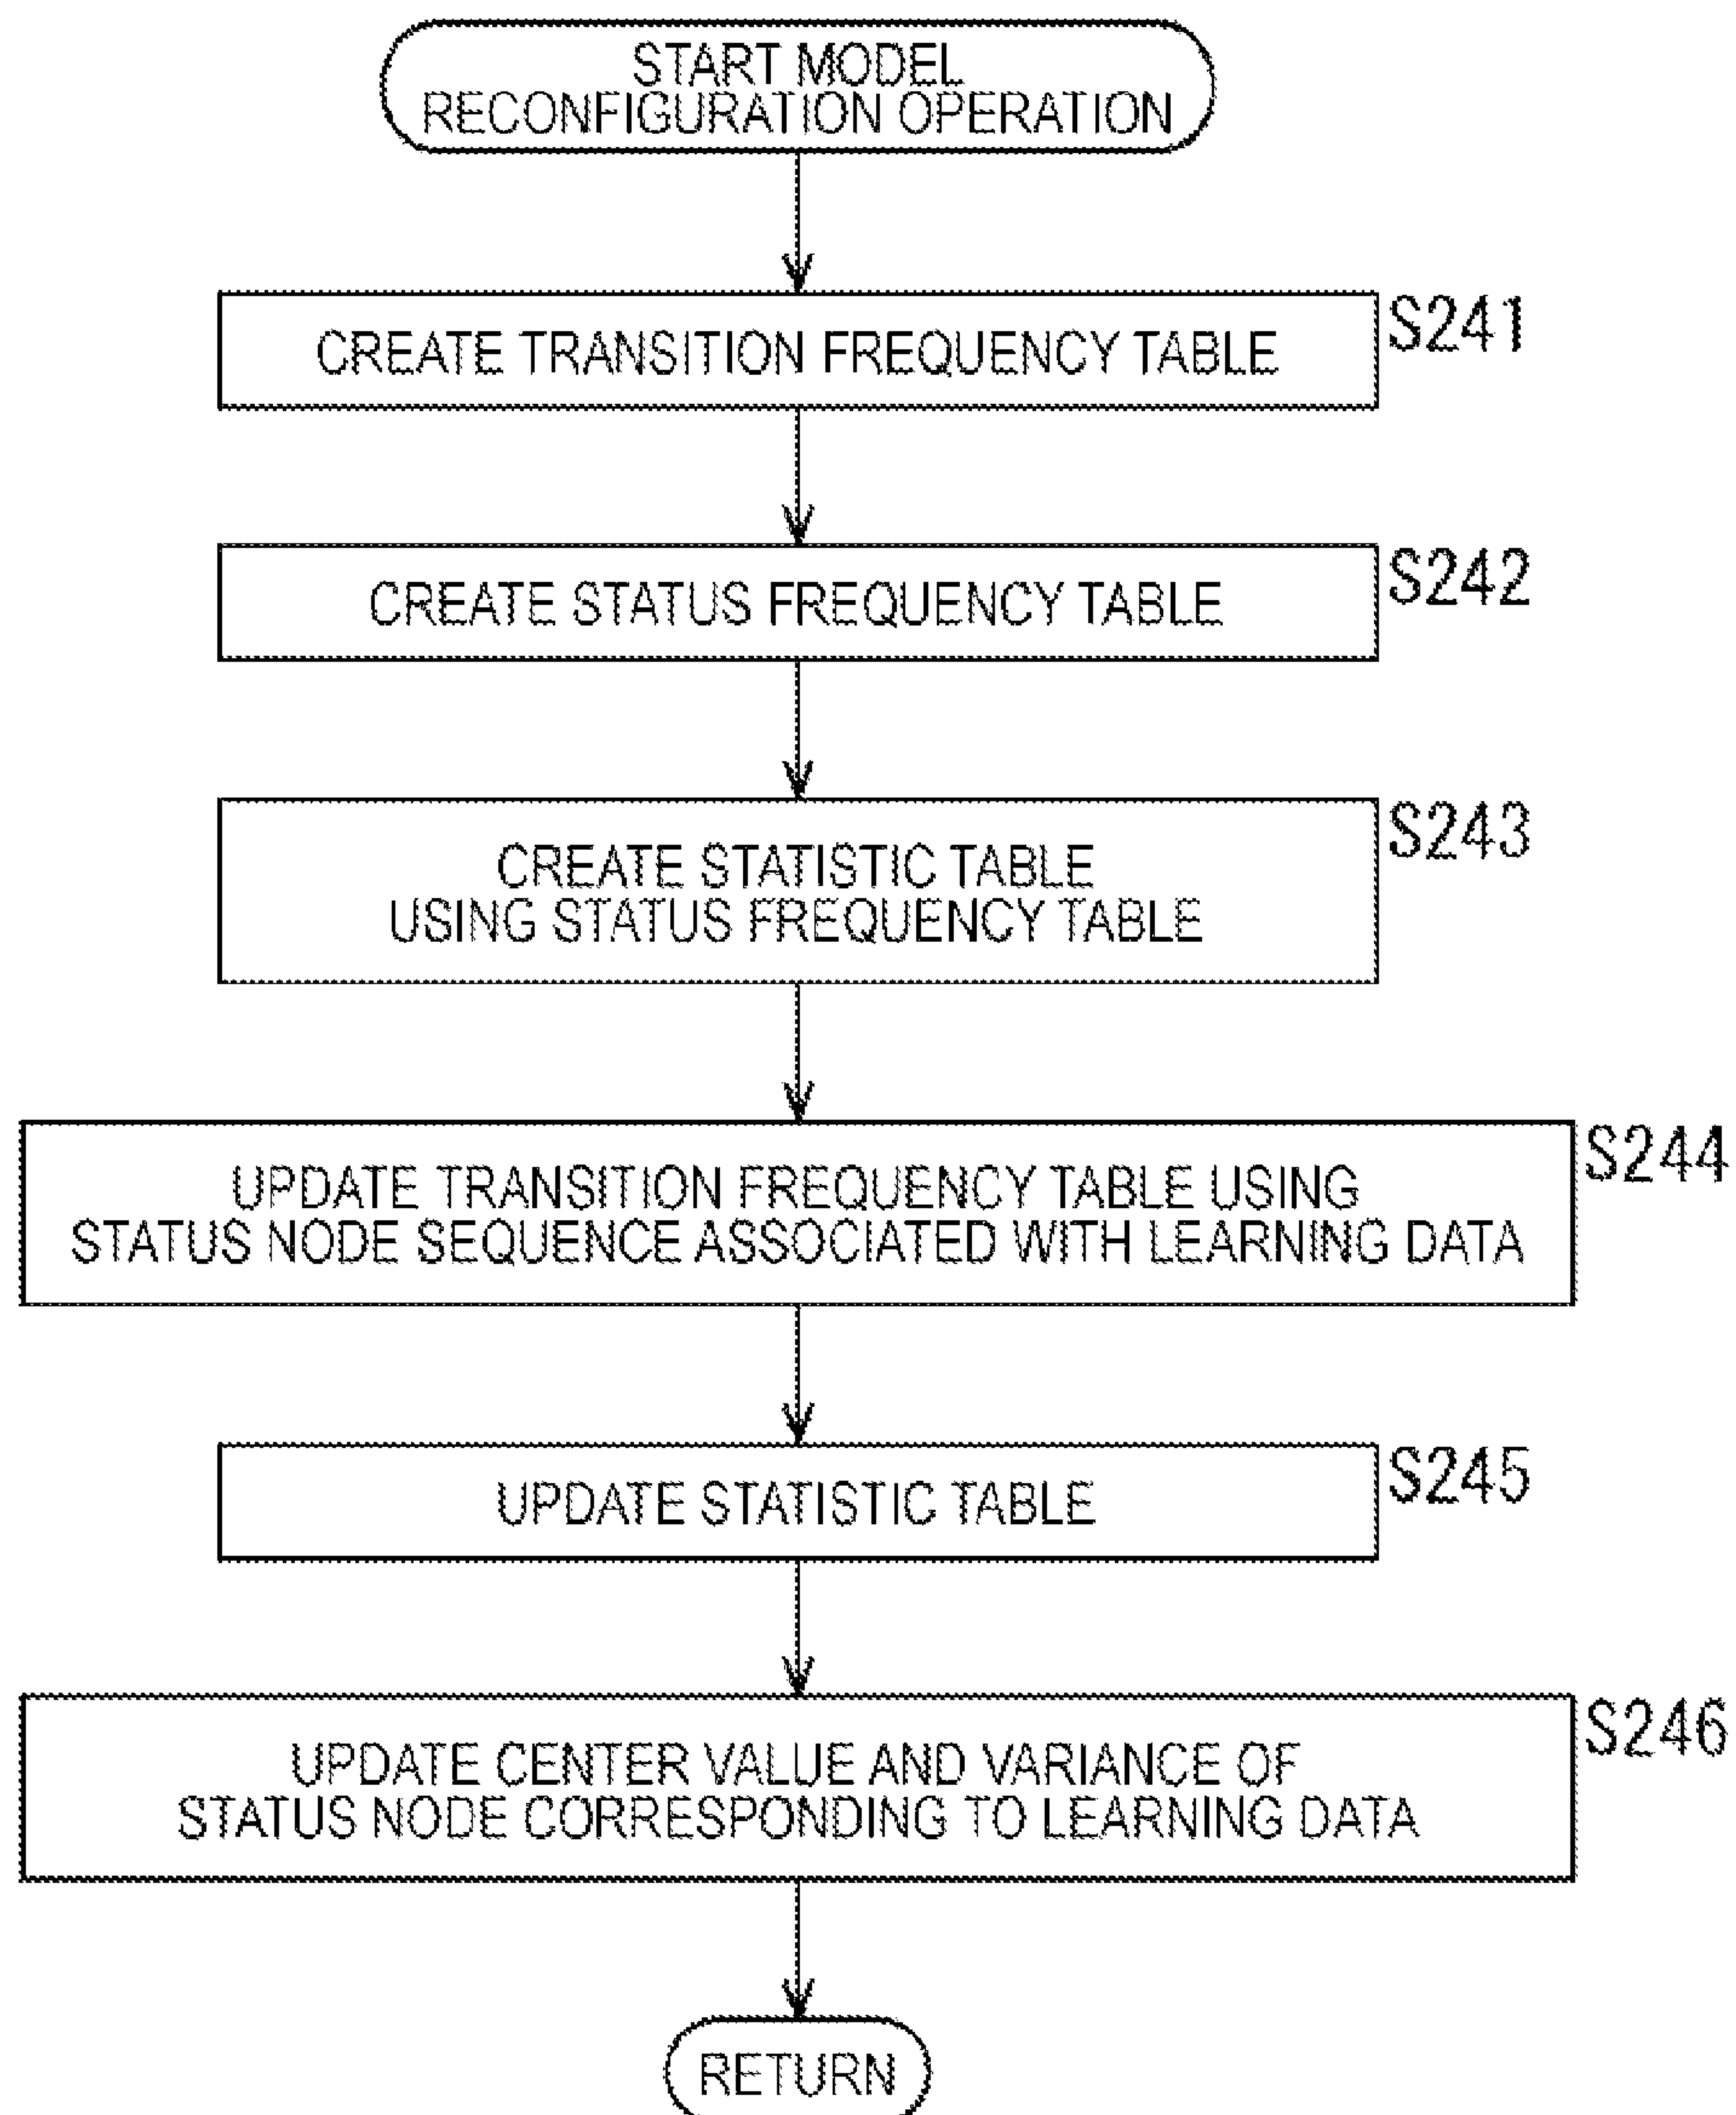 START MODEL
RECONFIGURATION OPERATION
CREATE TRANSITION FREQUENCY TABLE
S241
CREATE STATUS FREQUENCY TABLE
S242
CREATE STATISTIC TABLE
USING STATUS FREQUENCY TABLE
S243
UPDATE TRANSITION FREQUENCY TABLE USING
STATUS NODE SEQUENCE ASSOCIATED WITH LEARNING DATA
S244
UPDATE STATISTIC TABLE
S245
UPDATE CENTER VALUE AND VARIANCE OF
STATUS NODE CORRESPONDING TO LEARNING DATA
S246
RETURN